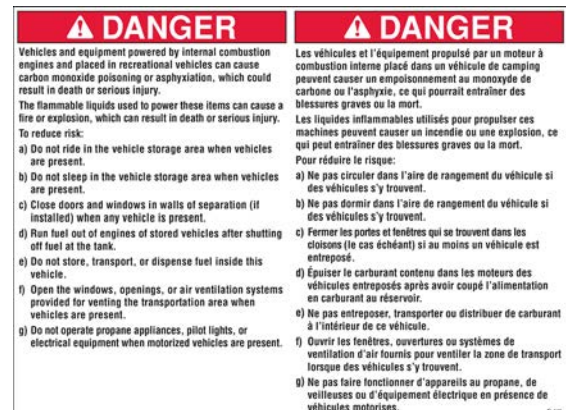 DANGER
Vehicles and equipment powered by internal combustion
engines and placed in recreational vehicles can cause
carbon monoxide poisoning or asphyxiation, which could
result in death or serious injury.
The flammable liquids used to power these items can cause a
fire or explosion, which can result in death or serious injury.
To reduce risk:
a) Do not ride in the vehicle storage area when vehicles
are present.
b) Do not sleep in the vehicle storage area when vehicles
are present.
c) Close doors and windows in walls of separation (if
installed) when any vehicle is present.
d) Run fuel out of engines of stored vehicles after shutting
off fuel at the tank.
e) Do not store, transport, or dispense fuel inside this
vehicle.
f) Open the windows, openings, or air ventilation systems
provided for venting the transportation area when
vehicles are present.
g) Do not operate propane appliances, pilot lights, or
electrical equipment when motorized vehicles are present.
DANGER
Les véhicules et l'équipement propulsé par un moteur à
combustion interne placé dans un véhicule de camping
peuvent causer un empoisonnement au monoxyde de
carbone ou l'asphyxie, ce qui pourrait entraîner des
blessures graves ou la mort.
Les liquides inflammables utilisés pour propulser ces
machines peuvent causer un incendie ou une explosion, ce
qui peut entraîner des blessures graves ou la mort.
Pour réduire le risque:
a) Ne pas circuler dans l'aire de rangement du véhicule si
des véhicules s'y trouvent.
b) Ne pas dormir dans l'aire de rangement du véhicule si
des véhicules s'y trouvent.
c) Fermer les portes et fenêtres qui se trouvent dans les
cloisons (le cas échéant) si au moins un véhicule est
entreposé.
d) Épuiser le carburant contenu dans les moteurs des
véhicules entreposés après avoir coupé l'alimentation
en carburant au réservoir.
e) Ne pas entreposer, transporter ou distribuer de carburant
à l'intérieur de ce véhicule.
f) Ouvrir les fenêtres, ouvertures ou systèmes de
ventilation d'air fournis pour ventiler la zone de transport
lorsque des véhicules s'y trouvent.
g) Ne pas faire fonctionner d'appareils au propane, de
veilleuses ou d'équipement électrique en présence de
véhicules motorises.